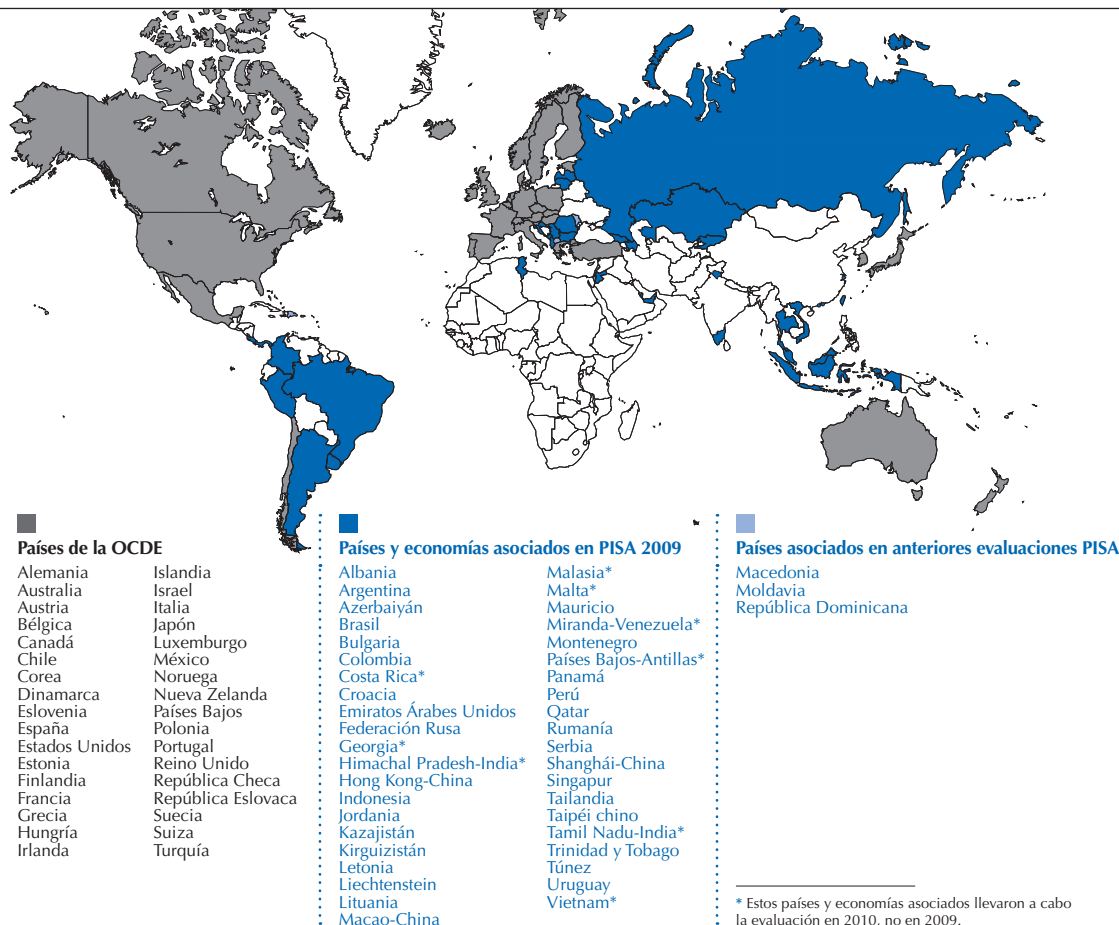 Países de la OCDE
Alemania
Australia
Austria
Bélgica
Canadá
Chile
Corea
Dinamarca
Eslovenia
España
Estados Unidos
Estonia
Finlandia
Francia
Grecia
Hungría
Irlanda
Islandia
Israel
Italia
Japón
Luxemburgo
México
Noruega
Nueva Zelanda
Países Bajos
Polonia
Portugal
Reino Unido
República Checa
República Eslovaca
Suecia
Suiza
Turquía
Países y economías asociados en PISA 2009
Albania
Argentina
Azerbaiyán
Brasil
Bulgaria
Colombia
Costa Rica*
Croacia
Emiratos Árabes Unidos
Federación Rusa
Georgia*
Himachal Pradesh-India*
Hong Kong-China
Indonesia
Jordania
Kazajistán
Kirguizistán
Letonia
Liechtenstein
Lituania
Macao-China
Malasia*
Malta*
Mauricio
Miranda-Venezuela*
Montenegro
Países Bajos-Antillas*
Panamá
Perú
Qatar
Rumanía
Serbia
Shanghái-China
Singapur
Tailandia
Taipéi chino
Tamil Nadu-India*
Trinidad y Tobago
Túnez
Uruguay
Vietnam*
Países asociados en anteriores evaluaciones PISA
Macedonia
Moldavia
República Dominicana
* Estos países y economías asociados llevaron a cabo
la evaluación en 2010, no en 2009.